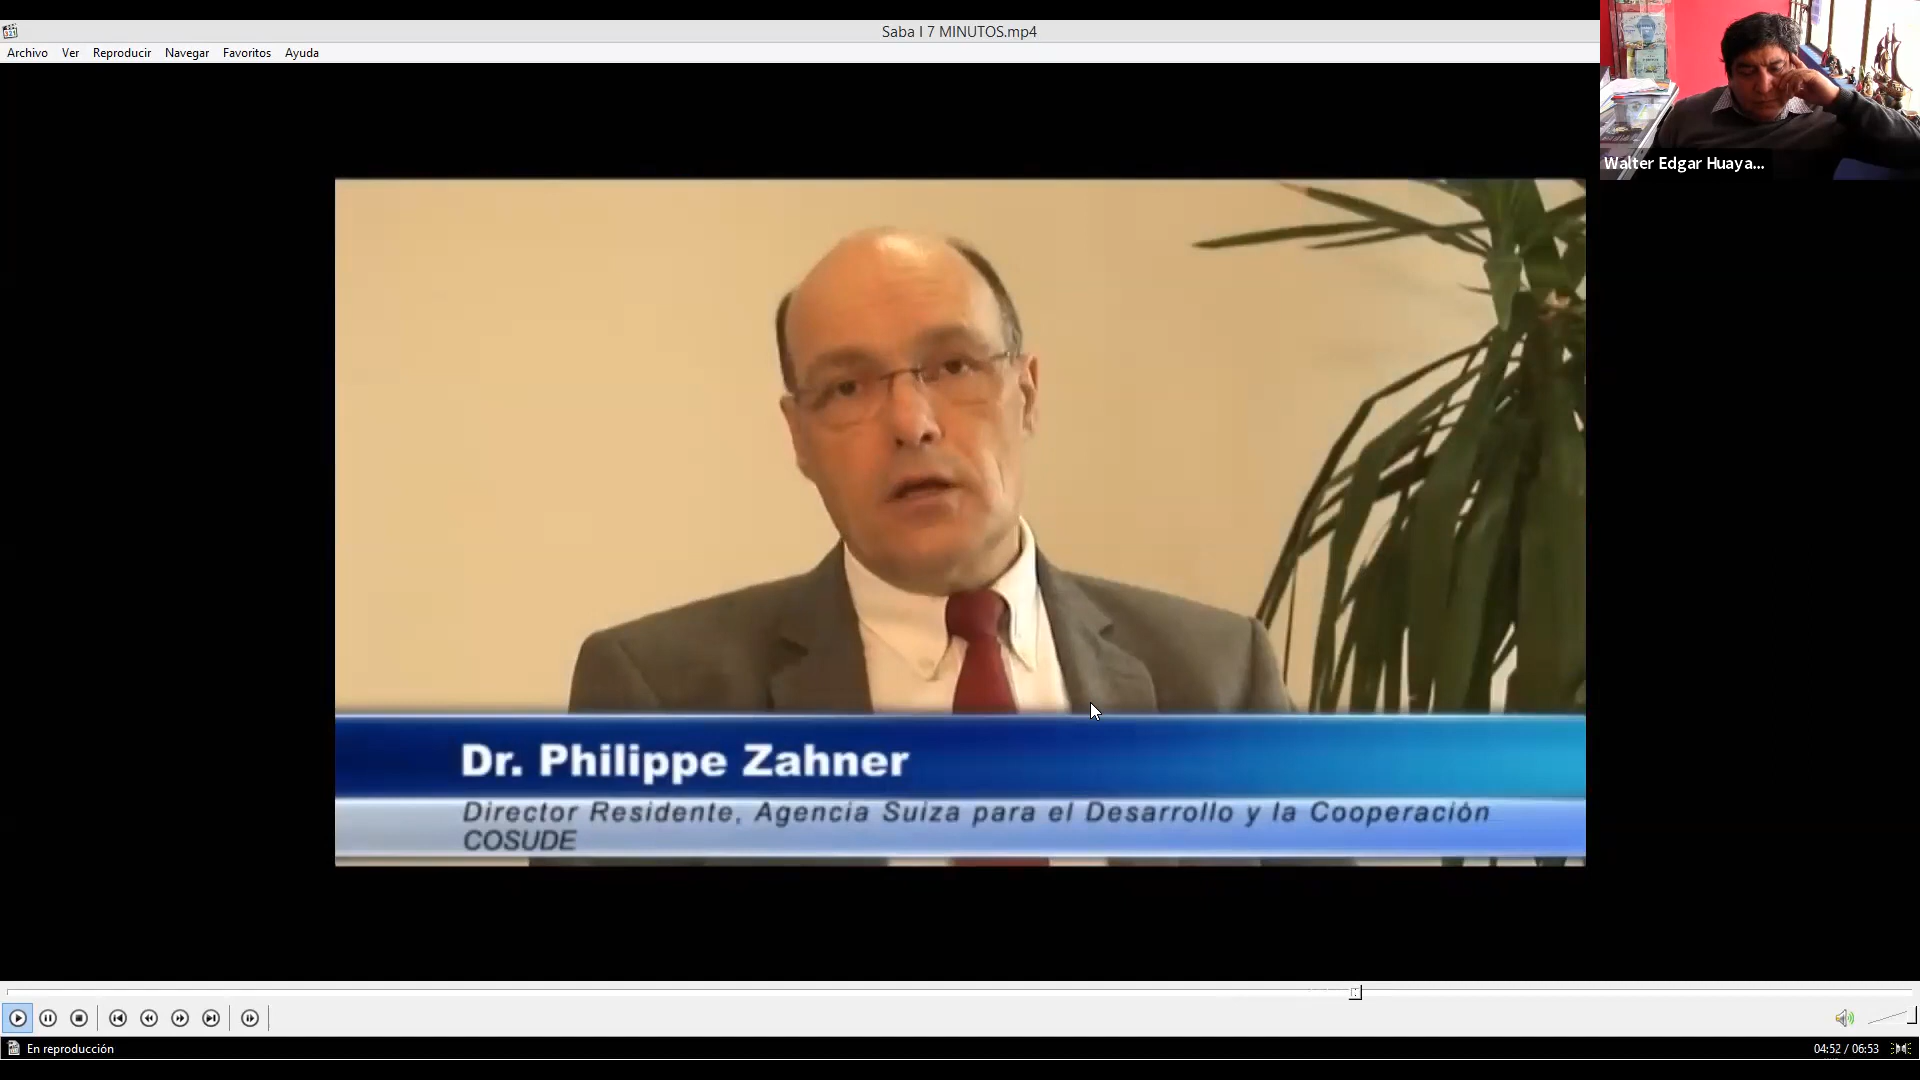 Saba I 7 MINUTOS.mp4
Archivo Ver Reproducir Navegar Favoritos Ayuda
Walter Edgar Huaya...
Dr. Philippe Zahner
Director Residente, Agencia Suiza para el Desarrollo y la Cooperación
COSUDE
En reproducción
04:52 / 06:53